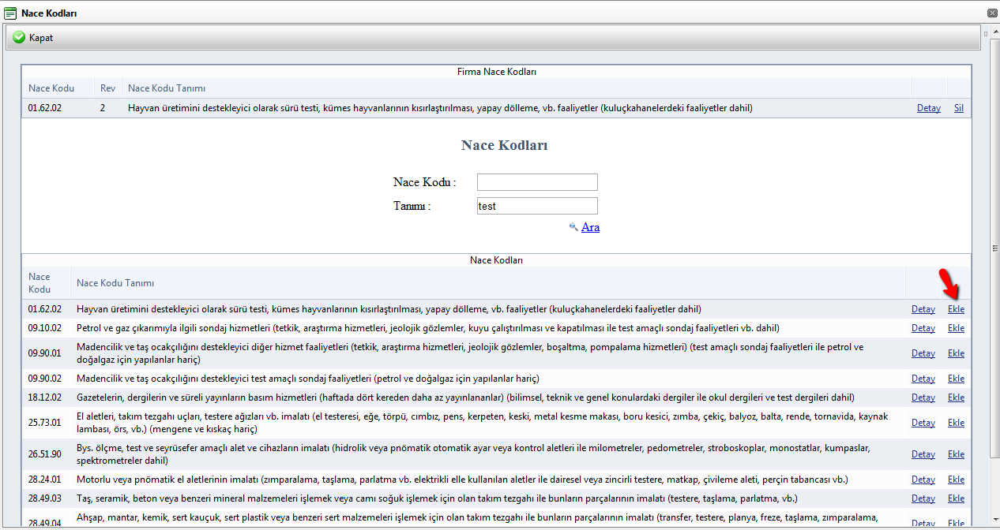 Nace Kodları
Kapat
Firma Nace Kodları
Nace Kodu Rev Nace Kodu Tanımı
01.62.02 2 Hayvan üretimini destekleyici olarak sürü testi, kümes hayvanlarının kısırlaştırılması, yapay dölleme, vb. faaliyetler (kuluçkahanelerdeki faaliyetler dahil) Detay Sil
Nace Kodları
Nace Kodu :
Tanımı : test
Ara
Nace Kodları
Nace
Kodu
Nace Kodu Tanımı
01.62.02 Hayvan üretimini destekleyici olarak sürü testi, kümes hayvanlarının kısırlaştırılması, yapay dölleme, vb. faaliyetler (kuluçkahanelerdeki faaliyetler dahil) Detay Ekle
09.10.02 Petrol ve gaz çıkarımıyla ilgili sondaj hizmetleri (tetkik, araştırma hizmetleri, jeolojik gözlemler, kuyu çalıştırılması ve kapatılması ile test amaçlı sondaj faaliyetleri vb. dahil) Detay Ekle
09.90.01 Madencilik ve taş ocakçılığını destekleyici diğer hizmet faaliyetleri (tetkik, araştırma hizmetleri, jeolojik gözlemler, boşaltma, pompalama hizmetleri) (test amaçlı sondaj faaliyetleri ile petrol ve
doğalgaz için yapılanlar hariç) Detay Ekle
09.90.02 Madencilik ve taş ocakçılığını destekleyici test amaçlı sondaj faaliyetleri (petrol ve doğalgaz için yapılanlar hariç) Detay Ekle
18.12.02 Gazetelerin, dergilerin ve süreli yayınların basım hizmetleri (haftada dört kereden daha az yayınlananlar) (bilimsel, teknik ve genel konulardaki dergiler ile okul dergileri ve test dergileri dahil) Detay Ekle
25.73.01 El aletleri, takım tezgahı uçları, testere ağızları vb. imalatı (el testeresi, eğe, törpü, cımbız, pens, kerpeten, keski, metal kesme makası, boru kesici, zımba, çekiç, balyoz, balta, rende, tornavida, kaynak
lambası, örs, vb.) (mengene ve kıskaç hariç) Detay Ekle
26.51.90 Bys. ölçme, test ve seyrüsefer amaçlı alet ve cihazların imalatı (hidrolik veya pnömatik otomatik ayar veya kontrol aletleri ile milometreler, pedometreler, stroboskoplar, monostatlar, kumpaslar,
spektrometreler dahil) Detay Ekle
28.24.01 Motorlu veya pnömatik el aletlerinin imalatı (zımparalama, taşlama, parlatma vb. elektrikli elle kullanılan aletler ile dairesel veya zincirli testere, matkap, çivileme aleti, perçin tabancası vb.) Detay Ekle
28.49.03 Taş, seramik, beton veya benzeri mineral malzemeleri işlemek veya camı soğuk işlemek için olan takım tezgahı ile bunların parçalarının imalatı (testere, taşlama, parlatma, vb.) Detay Ekle
28.49.04 Ahşap, mantar, kemik, sert kauçuk, sert plastik veya benzeri sert malzemeleri işlemek için olan takım tezgahı ile bunların parçalarının imalatı (transfer, testere, planya, freze, taşlama, zımparalama, Detay Ekle